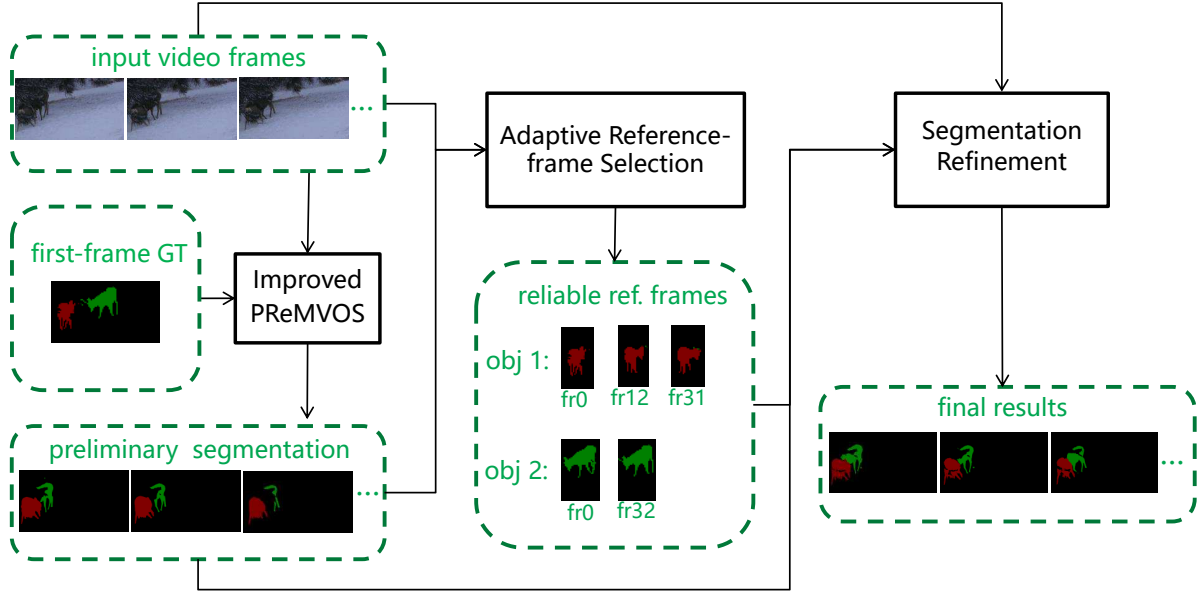 input video frames
...
Adaptive Reference-
frame Selection
Segmentation
Refinement
first-frame GT
Improved
PReMVOS
reliable ref. frames
obj 1:
fr0 fr12 fr31
obj 2:
fr0 fr32
preliminary segmentation
...
final results
...